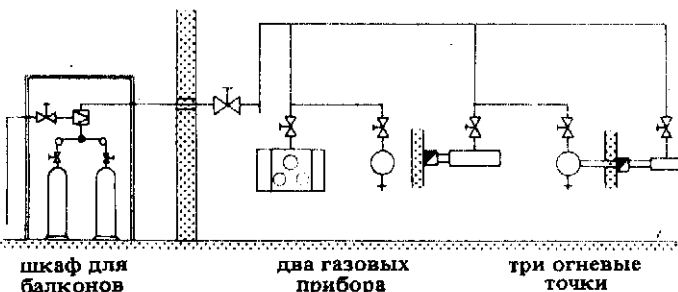 шкаф для
балконов
два газовых
прибора
три огневые
точки